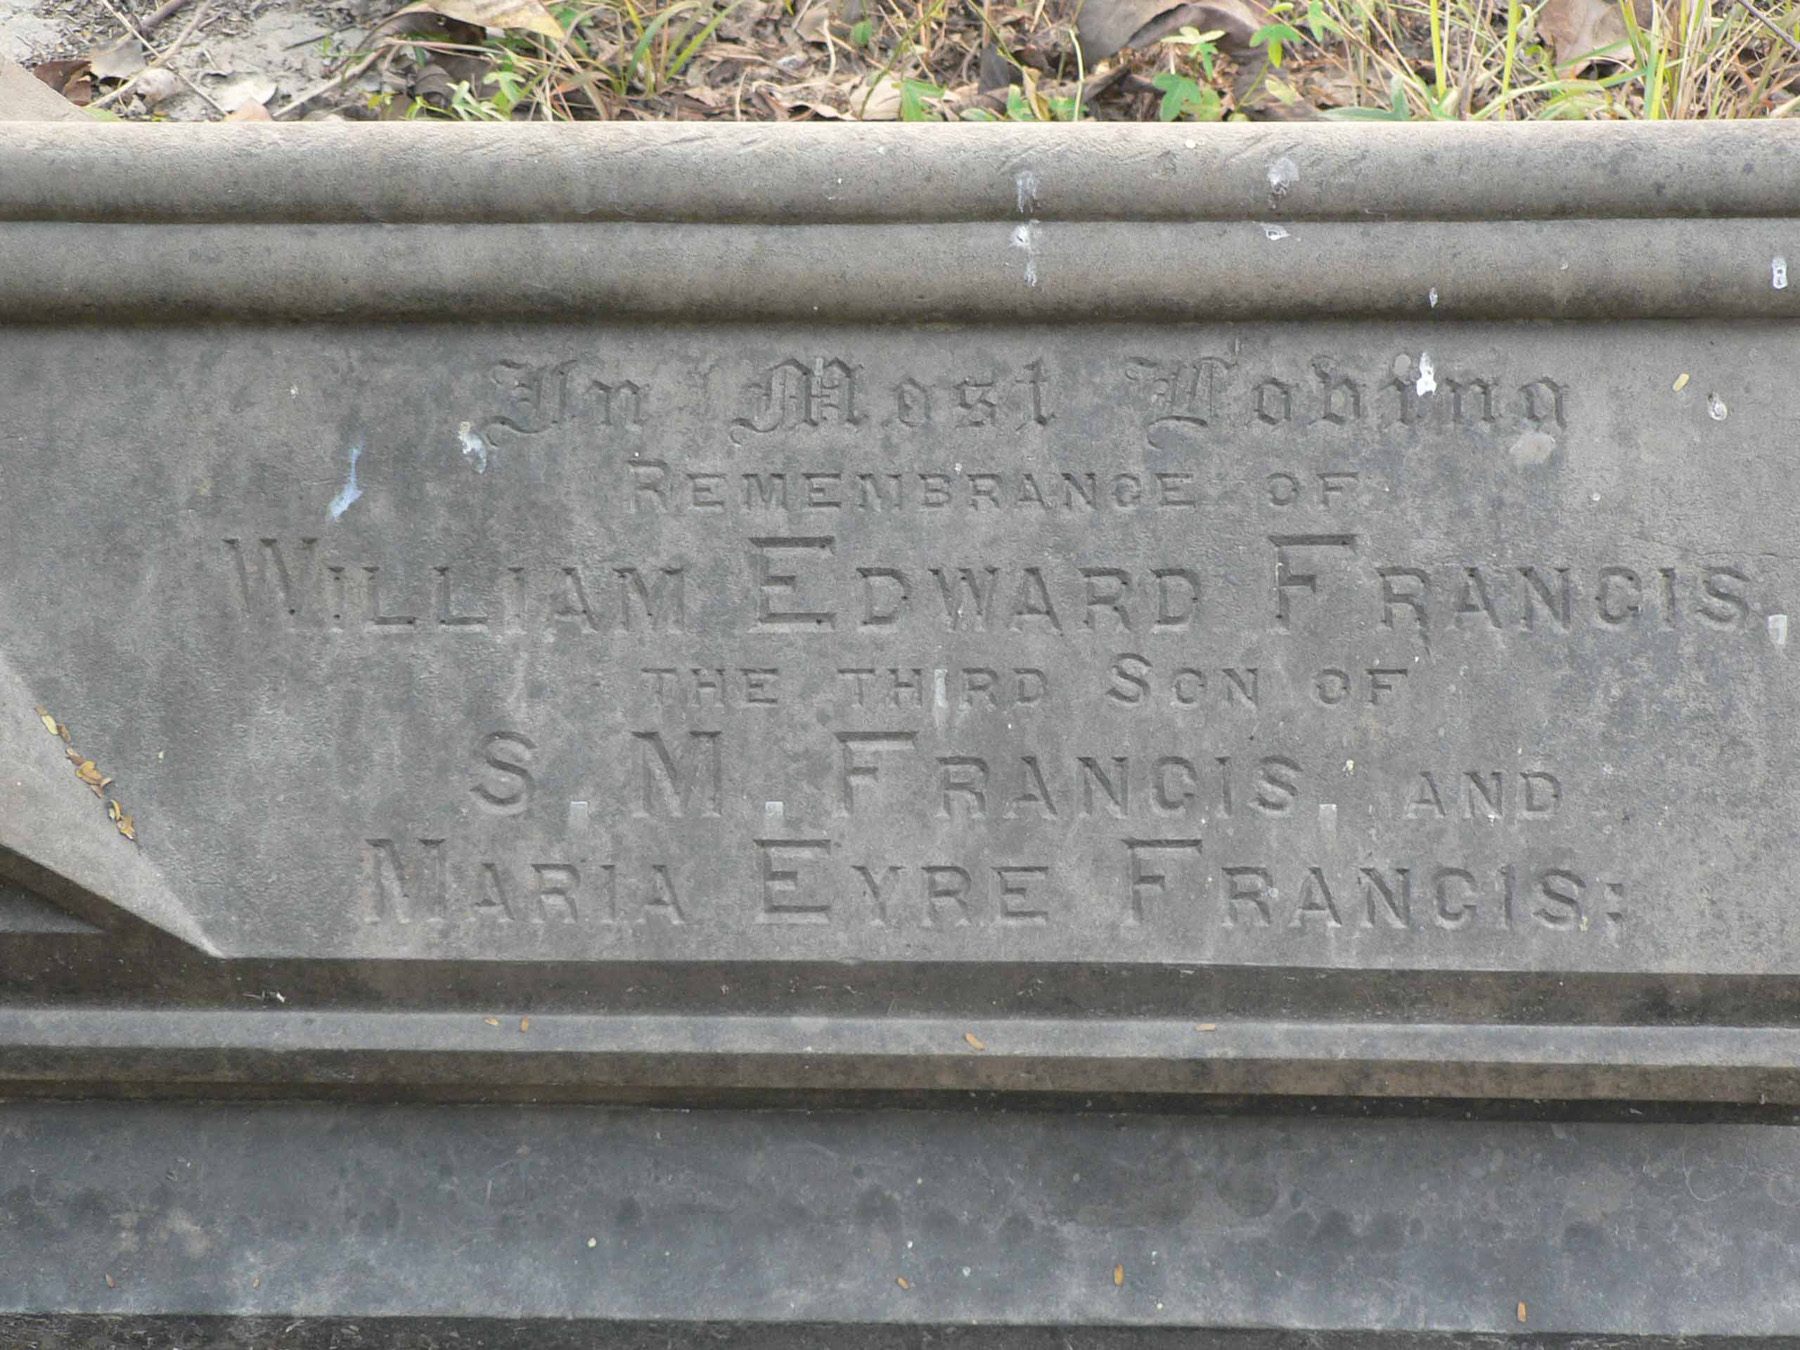 In Most Loving
REMEMBRANCE OF
WILLIAM EDWARD FRANCIS.
THE THIRD SON OF
S. M. FRANCIS. AND
MARIA EYRE FRANCIS;